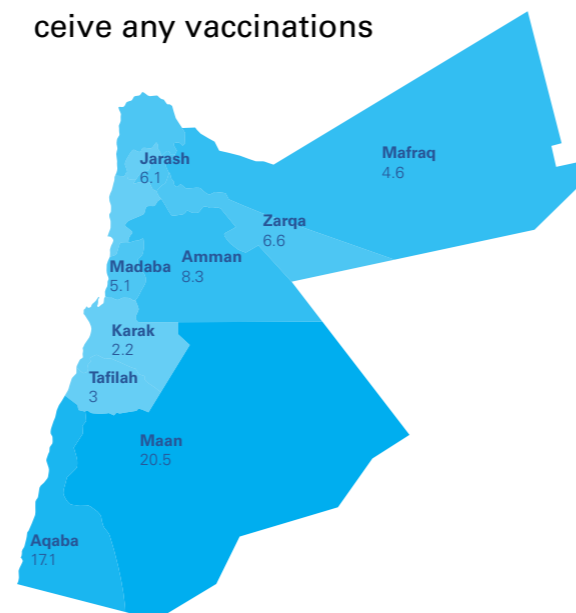 ceive any vaccinations
Jarash
6.1
Mafraq
4.6
Zarqa
6.6
Amman
8.3
Madaba
5.1
Karak
2.2
Tafilah
3
Maan
20.5
Aqaba
17.1